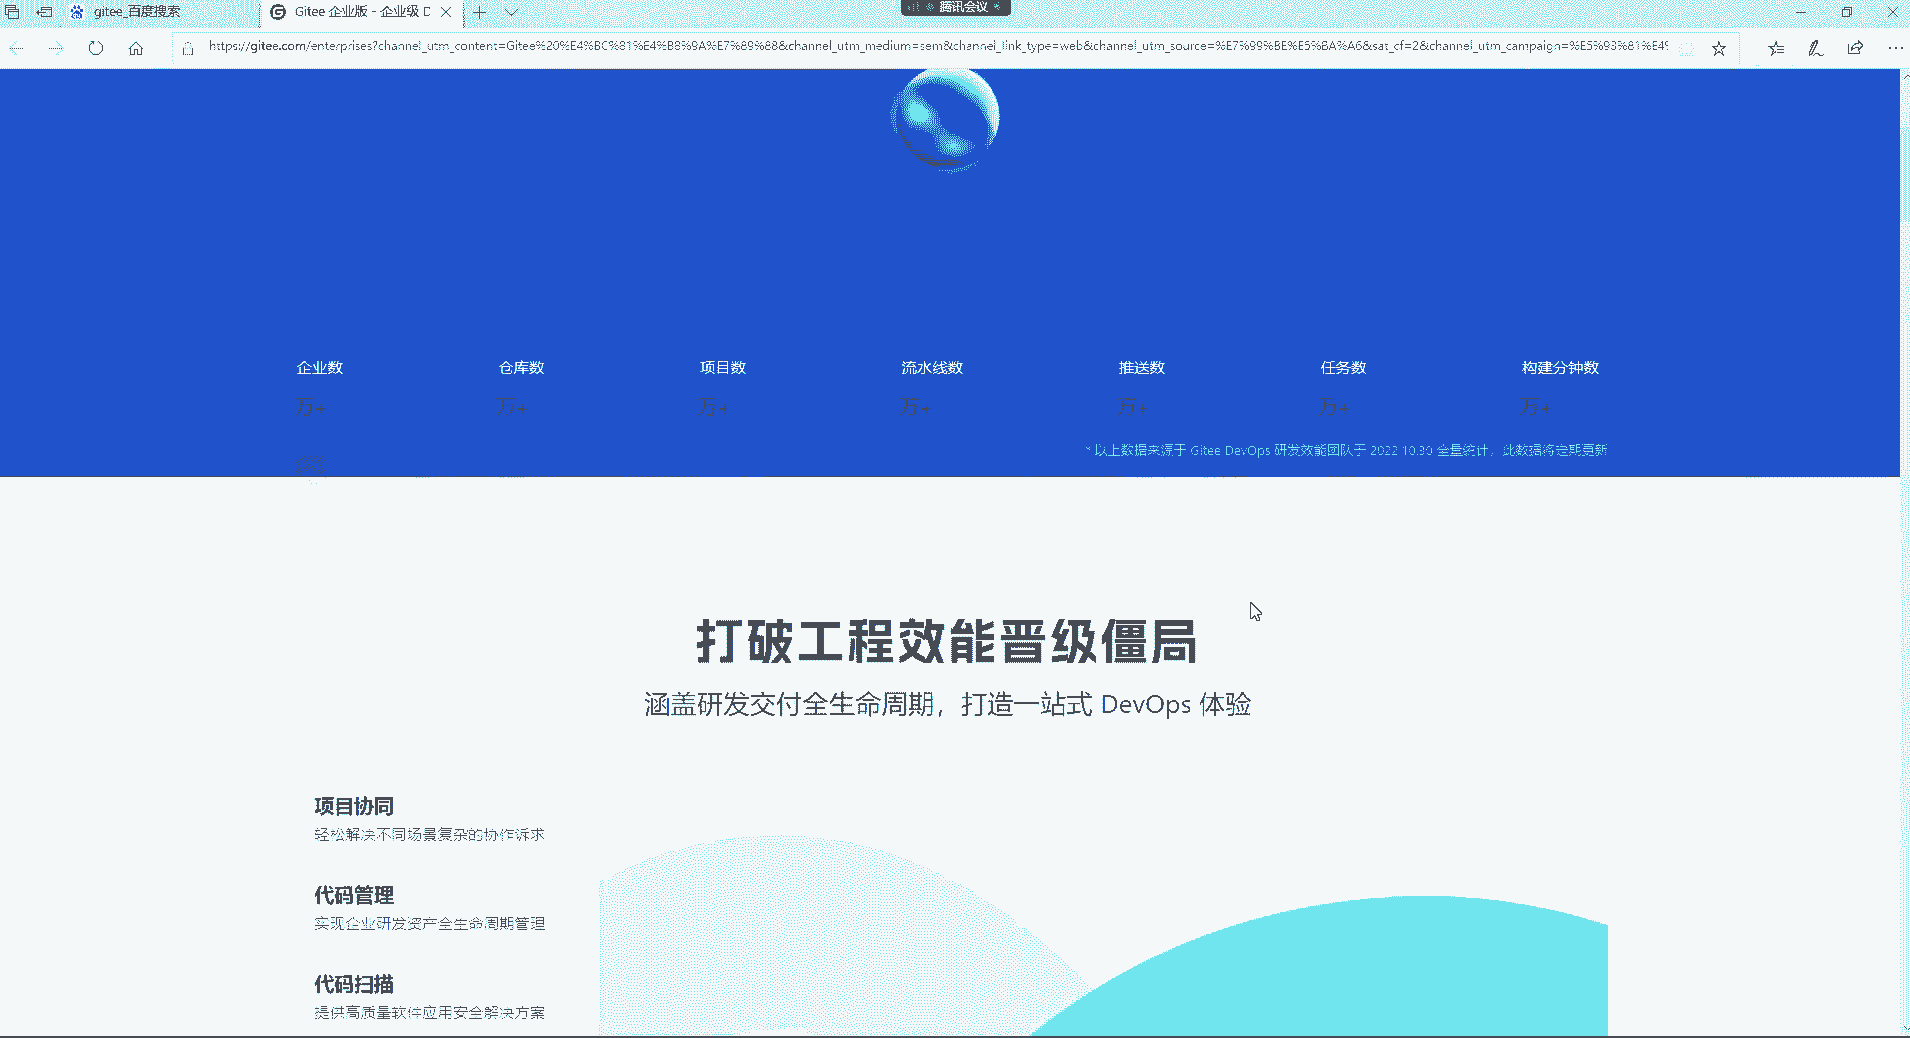 gitee_百度搜索
Gitee 企业版 - 企业级 D
腾讯会议
https://gitee.com/enterprises?channel_utm_content=Gitee%20%E4%BC%81%E4%B8%9A%E7%89%88&channel_utm_medium=sem&channel_link_type=web&channel_utm_source=%E7%99%BE%E5%BA%A6&sat_cf=2&channel_utm_campaign=%E5%93%81%E4%
企业数 仓库数 项目数 流水线数 推送数 任务数 构建分钟数
万+ 万+ 万+ 万+ 万+ 万+ 万+
* 以上数据来源于 Gitee DevOps 研发效能团队于 2022.10.30 全量统计，此数据将定期更新
打破工程效能晋级僵局
涵盖研发交付全生命周期，打造一站式 DevOps 体验
项目协同
轻松解决不同场景复杂的协作诉求
代码管理
实现企业研发资产全生命周期管理
代码扫描
提供高质量软件应用安全解决方案